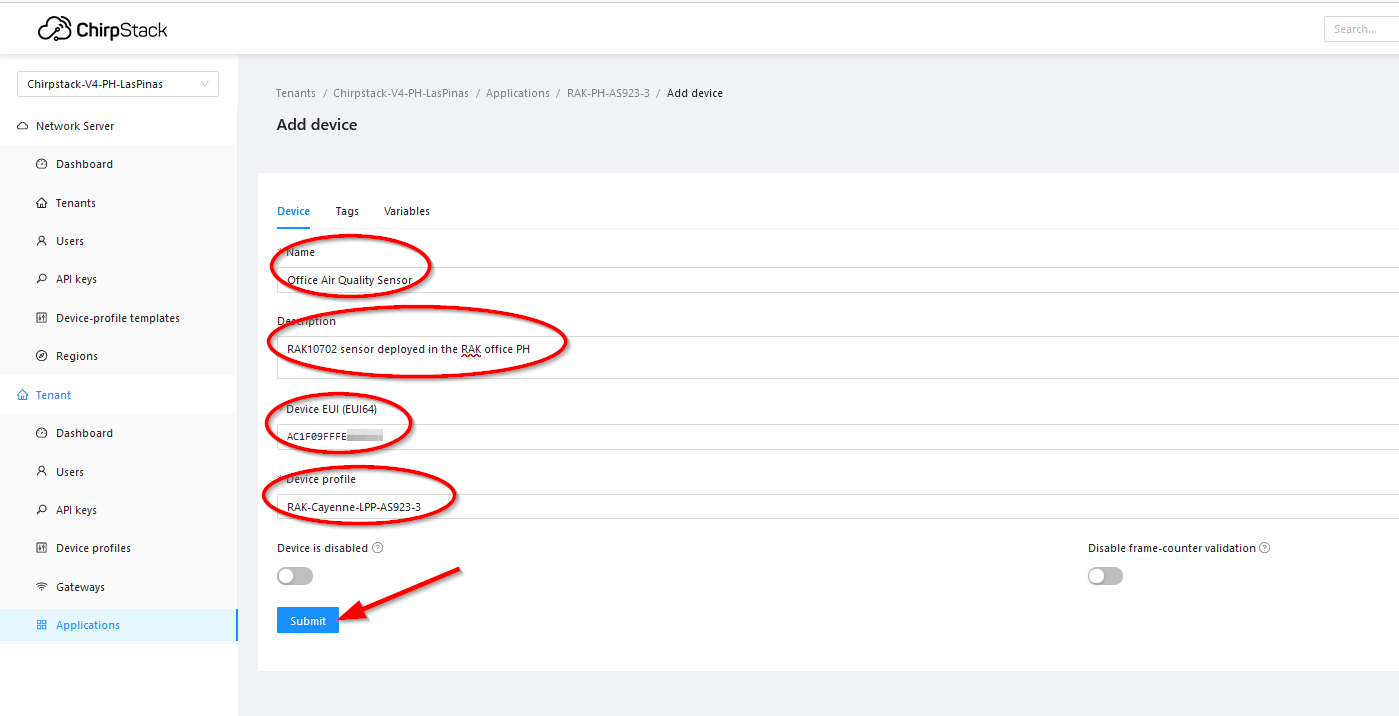 ChirpStack
Search...
Chirpstack-V4-PH-LasPinas
Network Server
Dashboard
Tenants
Users
API keys
Device-profile templates
Regions
Tenant
Dashboard
Users
API keys
Device profiles
Gateways
Applications
Tenants / Chirpstack-V4-PH-LasPinas / Applications / RAK-PH-AS923-3 / Add device
Add device
Device Tags Variables
* Name
Office Air Quality Sensor
Description
RAK10702 sensor deployed in the RAK office PH
* Device EUI (EUI64)
AC1F09FFFE
* Device profile
RAK-Cayenne-LPP-AS923-3
Device is disabled ? Disable frame-counter validation ?
Submit